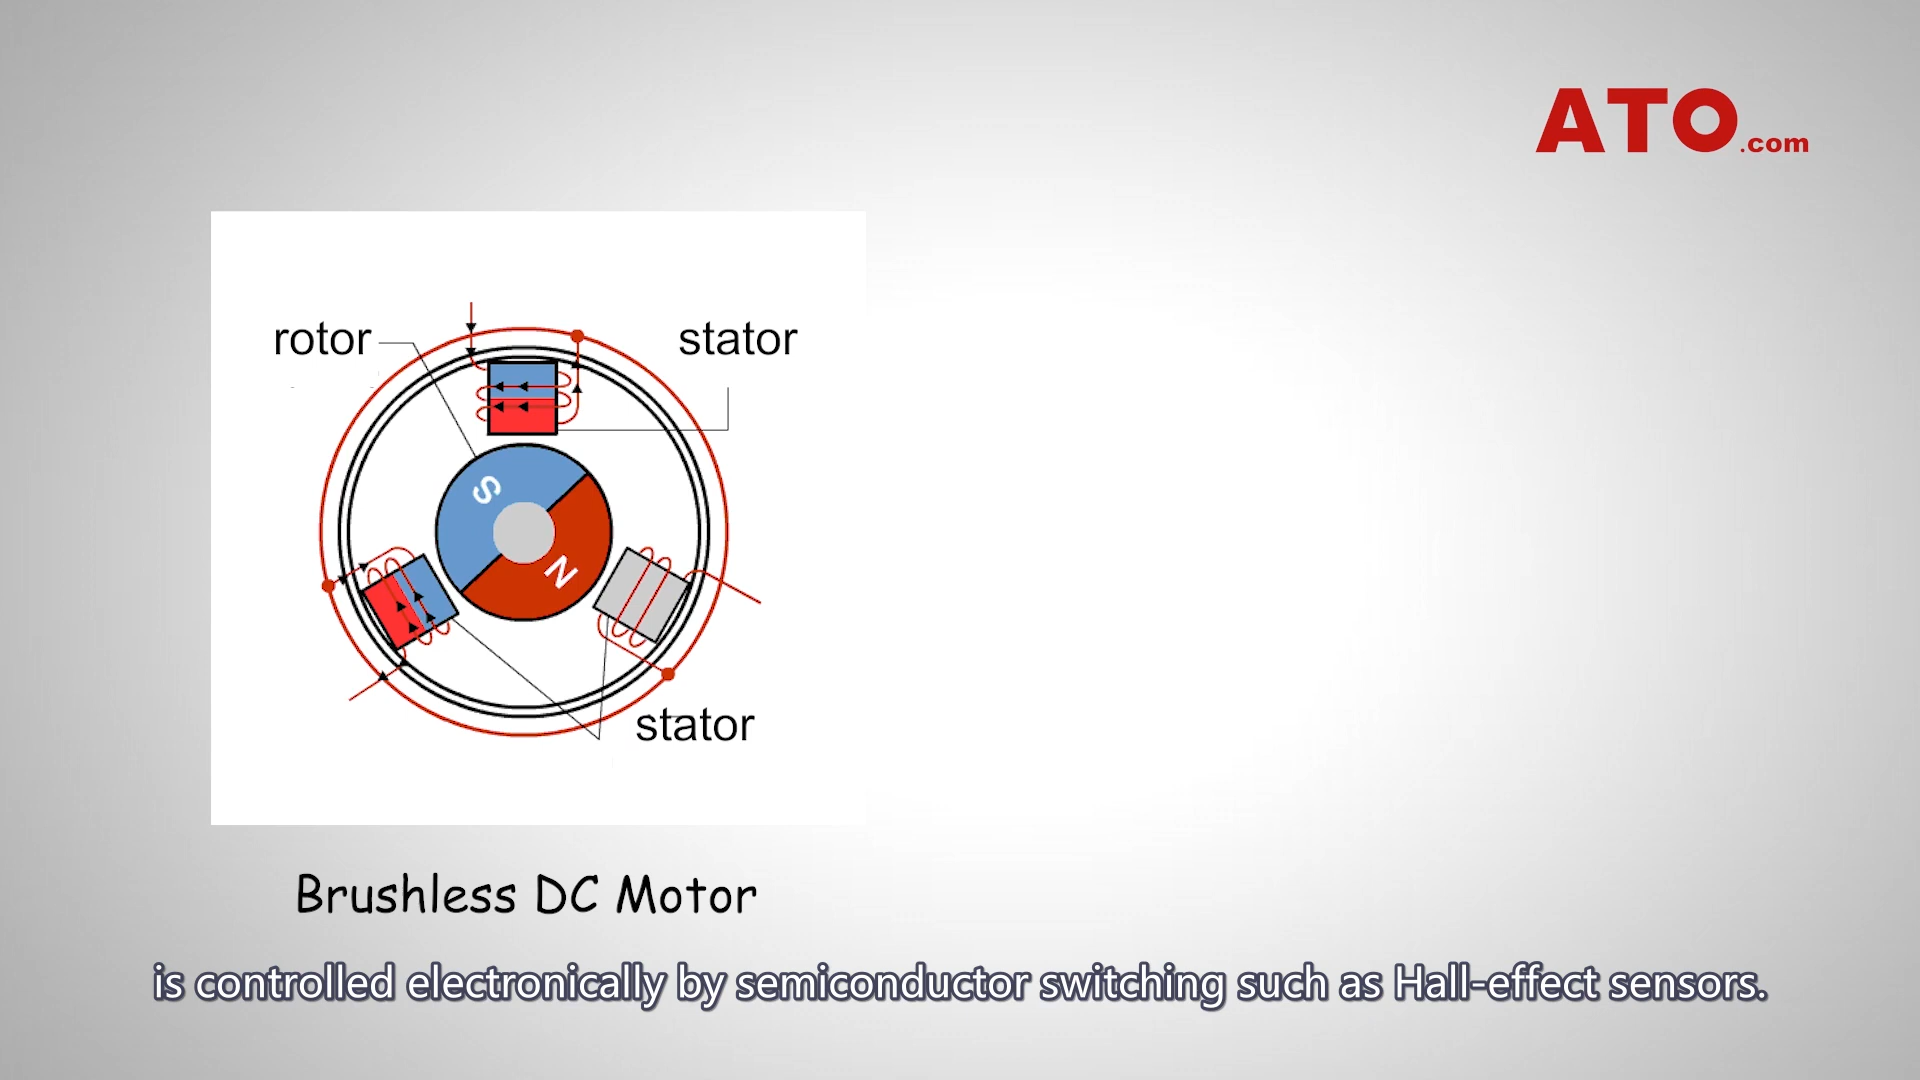 ATO.com
rotor
stator
S
N
stator
Brushless DC Motor
is controlled electronically by semiconductor switching such as Hall-effect sensors.